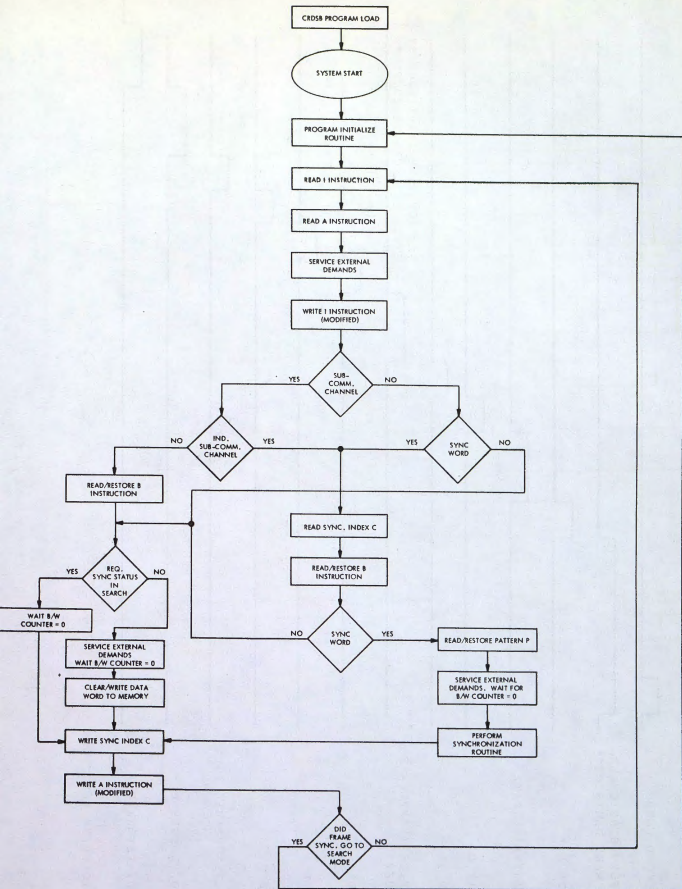 CRDSB PROGRAM LOAD
SYSTEM START
PROGRAM INITIALIZE
ROUTINE
READ I INSTRUCTION
READ A INSTRUCTION
SERVICE EXTERNAL
DEMANDS
WRITE I INSTRUCTION
(MODIFIED)
SUB-
COMM.
CHANNEL
YES
NO
IND.
SUB-COMM.
CHANNEL
NO
YES
SYNC
WORD
YES
NO
READ/RESTORE B
INSTRUCTION
READ SYNC. INDEX C
READ/RESTORE B
INSTRUCTION
REQ.
SYNC STATUS
IN
SEARCH
YES
NO
WAIT B/W
COUNTER = 0
SERVICE EXTERNAL
DEMANDS
WAIT B/W COUNTER = 0
CLEAR/WRITE DATA
WORD TO MEMORY
SYNC
WORD
NO
YES
READ/RESTORE PATTERN P
SERVICE EXTERNAL
DEMANDS. WAIT FOR
B/W COUNTER = 0
PERFORM
SYNCHRONIZATION
ROUTINE
WRITE SYNC INDEX C
WRITE A INSTRUCTION
(MODIFIED)
DID
FRAME
SYNC. GO TO
SEARCH
MODE
YES
NO